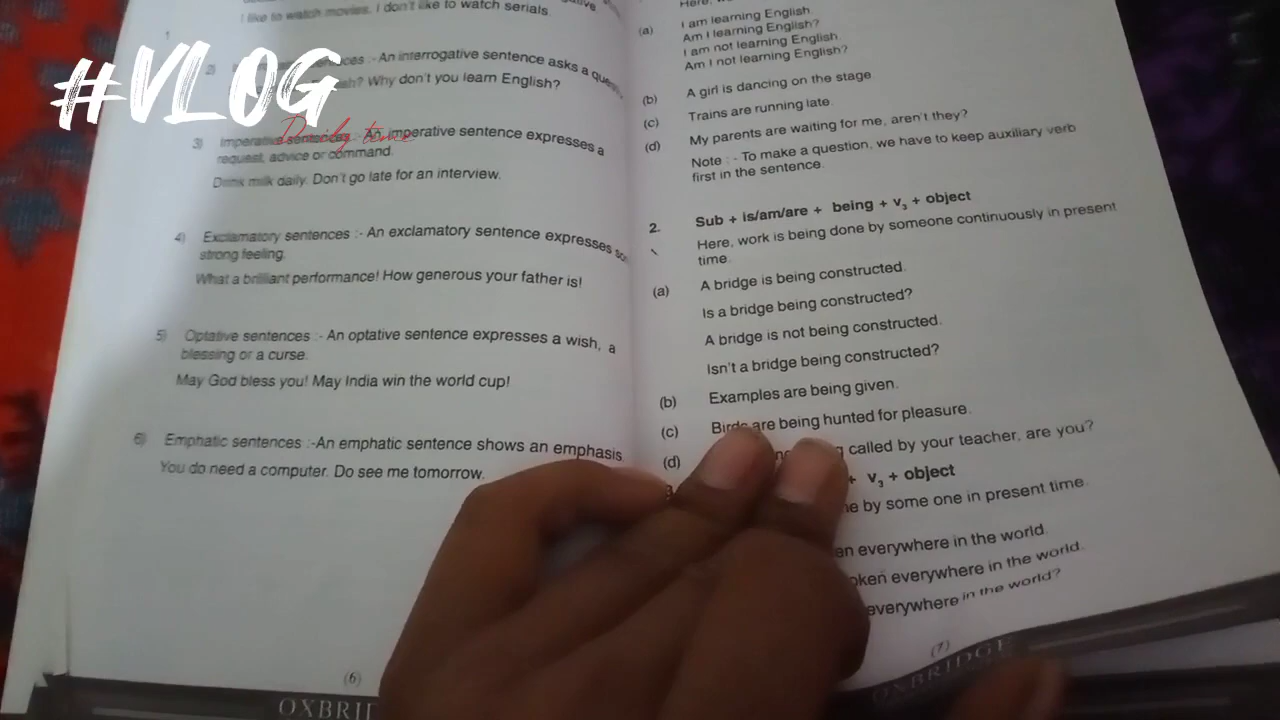 #VLOG
Daily time
I like to watch movies. I don't like to watch serials.
2) :- An interrogative sentence asks a
Why don't you learn English?
3) Imperative sentences :- An imperative sentence expresses a
request, advice or command.
Drink milk daily. Don't go late for an interview.
4) Exclamatory sentences :- An exclamatory sentence expresses
strong feeling.
What a brilliant performance! How generous your father is!
5) Optative sentences :- An optative sentence expresses a wish, a
blessing or a curse.
May God bless you! May India win the world cup!
6) Emphatic sentences :-An emphatic sentence shows an emphasis.
You do need a computer. Do see me tomorrow.
(6)
(a) I am learning English.
Am I learning English?
I am not learning English.
Am I not learning English?
(b) A girl is dancing on the stage
(c) Trains are running late.
(d) My parents are waiting for me, aren't they?
Note : - To make a question, we have to keep auxiliary verb
first in the sentence.
2. Sub + is/am/are + being + v3 + object
Here, work is being done by someone continuously in present
time.
(a) A bridge is being constructed.
Is a bridge being constructed?
A bridge is not being constructed.
Isn't a bridge being constructed?
(b) Examples are being given.
(c) Birds are being hunted for pleasure.
(d) called by your teacher, are you?
+ v3 + object
by some one in present time.
everywhere in the world.
everywhere in the world.
everywhere in the world?
(7)
OXBRIDGE